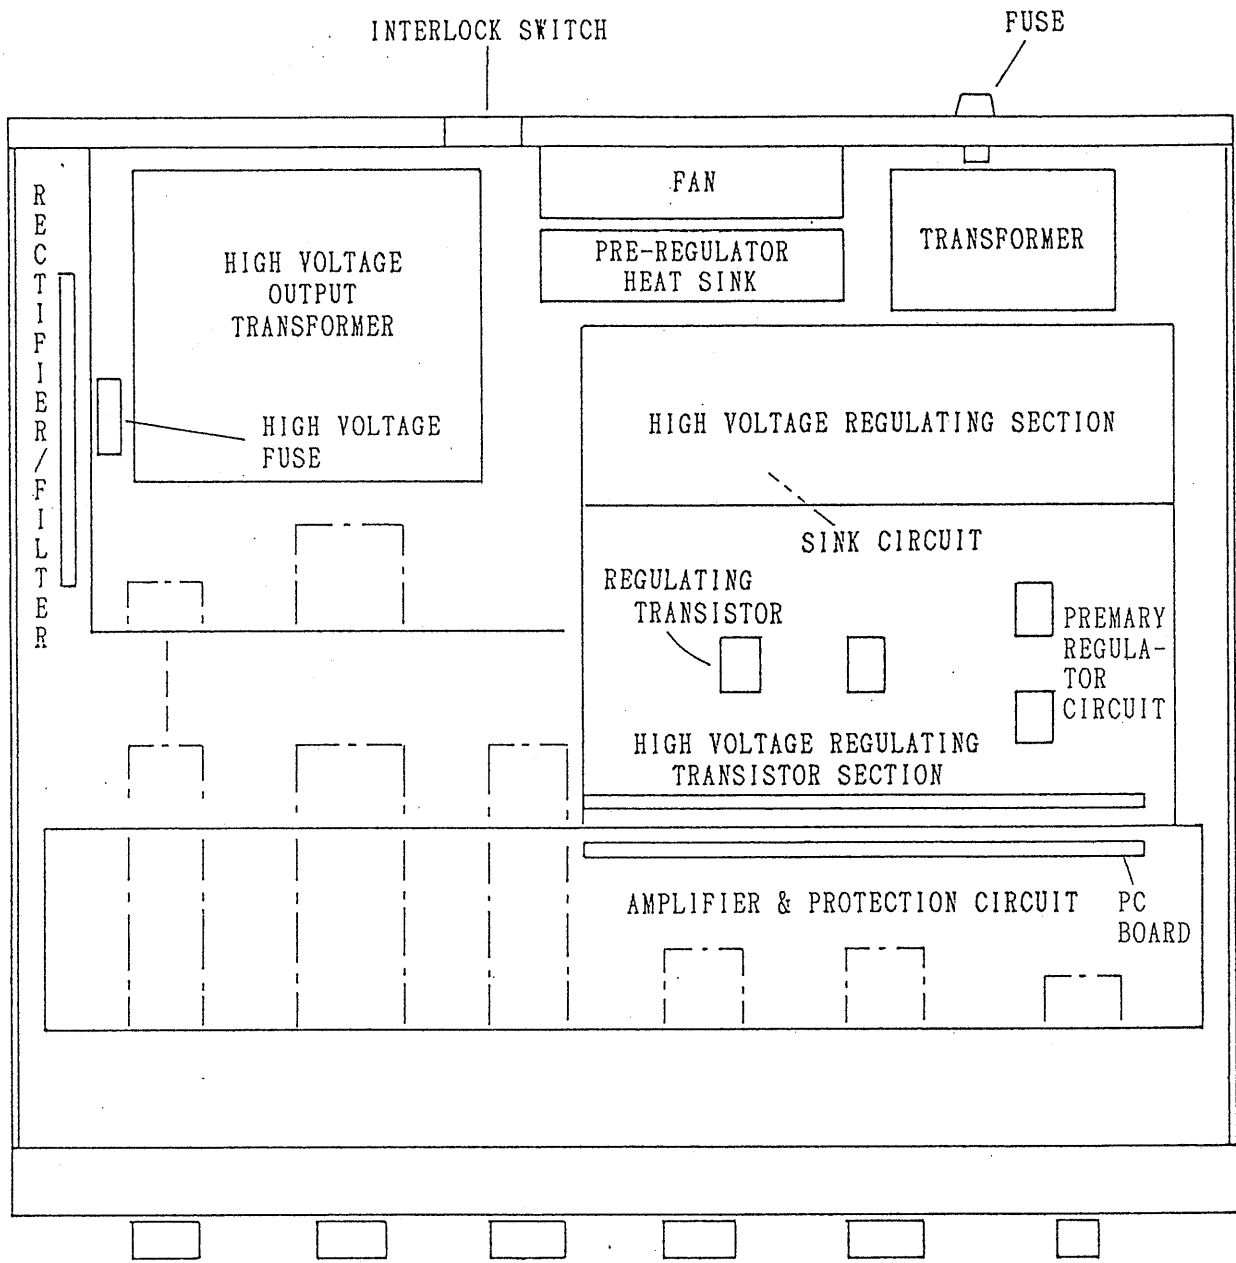 INTERLOCK SWITCH
FUSE
FAN
PRE-REGULATOR
HEAT SINK
TRANSFORMER
RECTIFIER/FILTER
HIGH VOLTAGE
OUTPUT
TRANSFORMER
HIGH VOLTAGE
FUSE
HIGH VOLTAGE REGULATING SECTION
SINK CIRCUIT
REGULATING
TRANSISTOR
PREMARY
REGULA-
TOR
CIRCUIT
HIGH VOLTAGE REGULATING
TRANSISTOR SECTION
AMPLIFIER & PROTECTION CIRCUIT
PC
BOARD